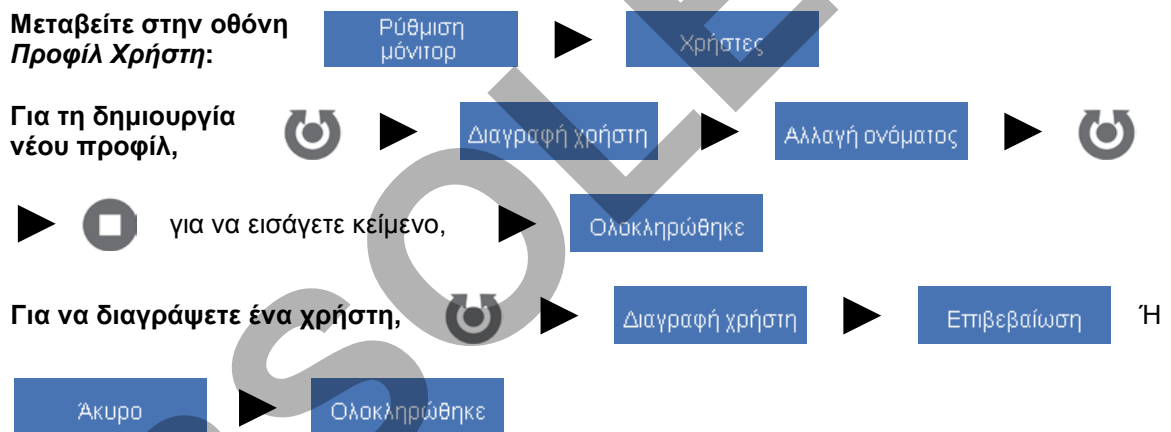 Μεταβείτε στην οθόνη Ρύθμιση Χρήστες
Προφίλ Χρήστη: μόνιτορ
Για τη δημιουργία Διαγραφή χρήστη Αλλαγή ονόματος
νέου προφίλ,
για να εισάγετε κείμενο, Ολοκληρώθηκε
Για να διαγράψετε ένα χρήστη, Διαγραφή χρήστη Επιβεβαίωση Ή
Άκυρο Ολοκληρώθηκε